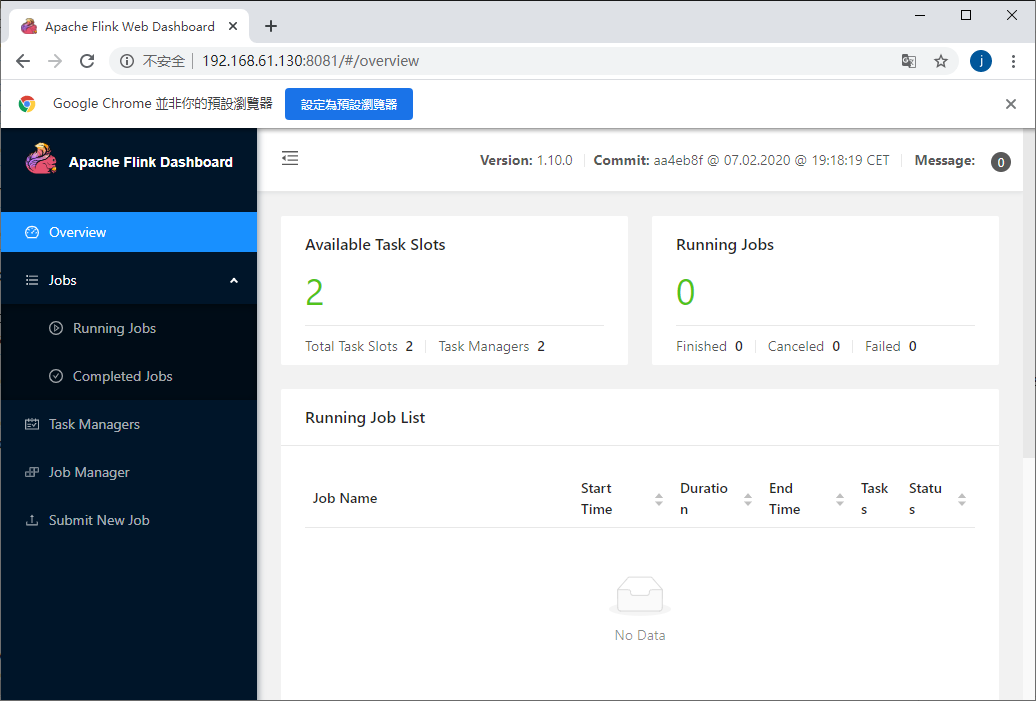 Apache Flink Web Dashboard
不安全 192.168.61.130:8081/#/overview
j
Google Chrome 並非你的預設瀏覽器 設定為預設瀏覽器
Apache Flink Dashboard
Version: 1.10.0 Commit: aa4eb8f @ 07.02.2020 @ 19:18:19 CET Message: 0
Overview
Jobs
Running Jobs
Completed Jobs
Task Managers
Job Manager
Submit New Job
Available Task Slots
2
Total Task Slots 2 Task Managers 2
Running Jobs
0
Finished 0 Canceled 0 Failed 0
Running Job List
Job Name
Start
Time
Duratio
n
End
Time
Task
s
Statu
s
No Data